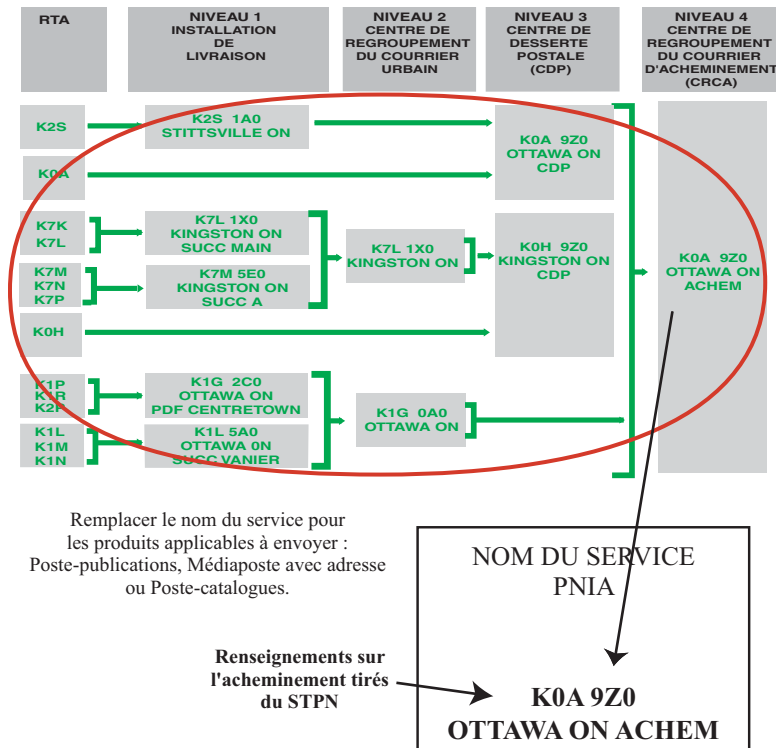 RTA
NIVEAU 1
INSTALLATION
DE
LIVRAISON
NIVEAU 2
CENTRE DE
REGROUPEMENT
DU COURRIER
URBAIN
NIVEAU 3
CENTRE DE
DESSERTE
POSTALE
(CDP)
NIVEAU 4
CENTRE DE
REGROUPEMENT
DU COURRIER
D'ACHEMINEMENT
(CRCA)
K2S
K2S 1A0
STITTSVILLE ON
K0A 9Z0
OTTAWA ON
CDP
K0A
K7K
K7L
K7L 1X0
KINGSTON ON
SUCC MAIN
K7L 1X0
KINGSTON ON
K0H 9Z0
KINGSTON ON
CDP
K0A 9Z0
OTTAWA ON
ACHEM
K7M
K7N
K7P
K7M 5E0
KINGSTON ON
SUCC A
K0H
K1P
K1R
K2P
K1G 2C0
OTTAWA ON
PDF CENTRETOWN
K1G 0A0
OTTAWA ON
K1L
K1M
K1N
K1L 5A0
OTTAWA 0N
SUCC VANIER
Remplacer le nom du service pour
les produits applicables à envoyer :
Poste-publications, Médiaposte avec adresse
ou Poste-catalogues.
NOM DU SERVICE
PNIA
Renseignements sur
l'acheminement tirés
du STPN
K0A 9Z0
OTTAWA ON ACHEM